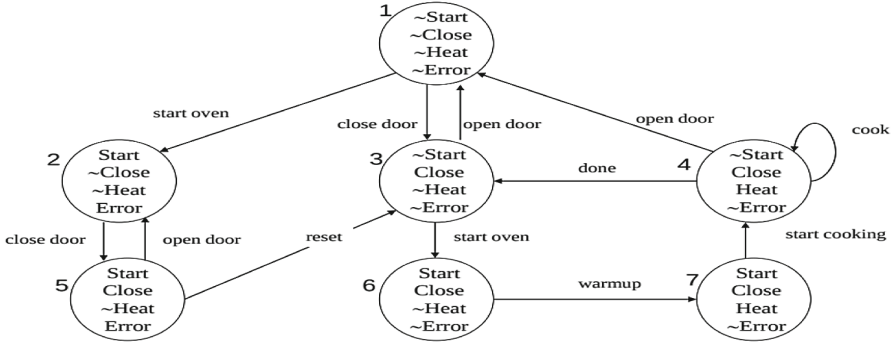 1
~Start
~Close
~Heat
~Error
start oven
close door
open door
open door
cook
2
Start
~Close
~Heat
Error
3
~Start
Close
~Heat
~Error
done
4
~Start
Close
Heat
~Error
close door
open door
reset
start oven
start cooking
5
Start
Close
~Heat
Error
6
Start
Close
~Heat
~Error
warmup
7
Start
Close
Heat
~Error